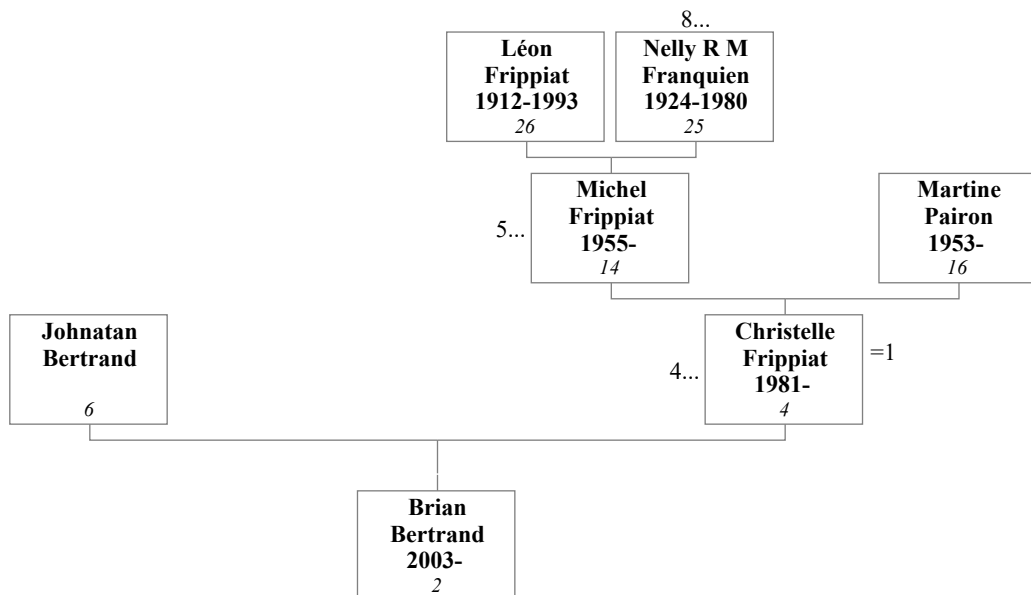 8...
Léon
Frippiat
1912-1993
26
Nelly R M
Franquien
1924-1980
25
5...
Michel
Frippiat
1955-
14
Martine
Pairon
1953-
16
Johnatan
Bertrand
6
4...
Christelle
Frippiat
1981-
4
=1
Brian
Bertrand
2003-
2